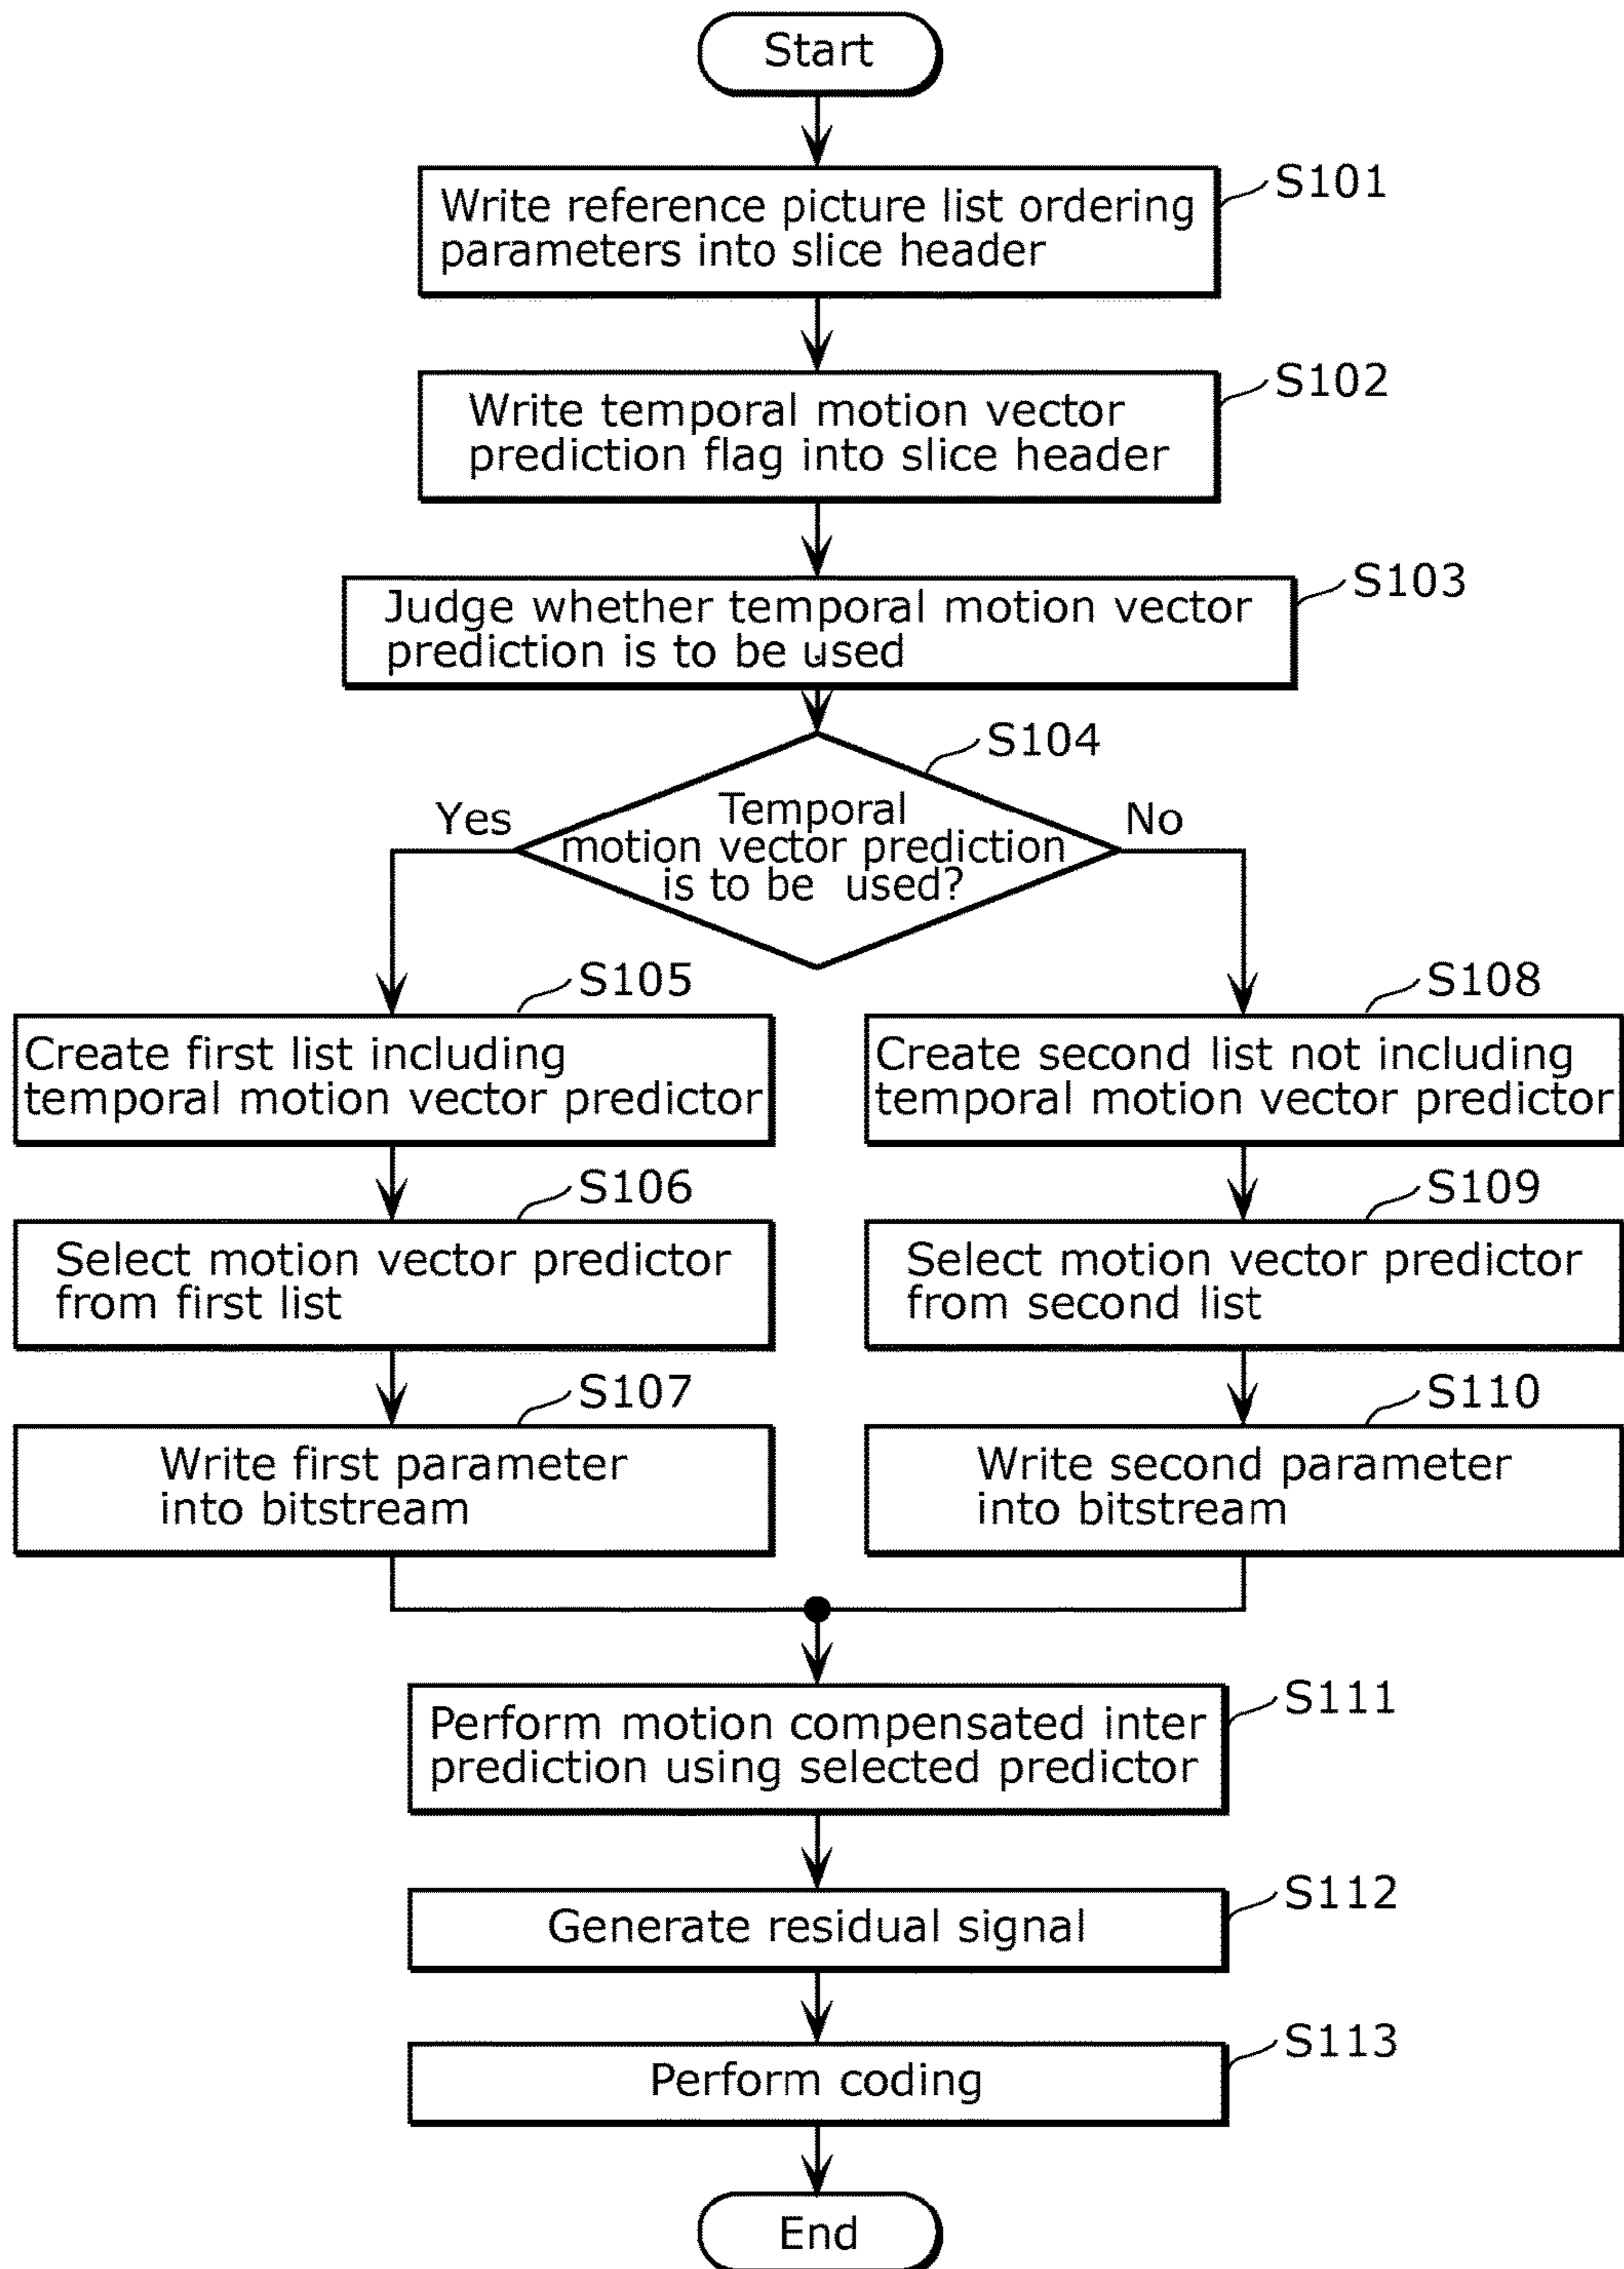 Start
S101
Write reference picture list ordering
parameters into slice header
S102
Write temporal motion vector
prediction flag into slice header
S103
Judge whether temporal motion vector
prediction is to be used
S104
Yes
Temporal
motion vector prediction
is to be used?
No
S105
Create first list including
temporal motion vector predictor
S108
Create second list not including
temporal motion vector predictor
S106
Select motion vector predictor
from first list
S109
Select motion vector predictor
from second list
S107
Write first parameter
into bitstream
S110
Write second parameter
into bitstream
S111
Perform motion compensated inter
prediction using selected predictor
S112
Generate residual signal
S113
Perform coding
End